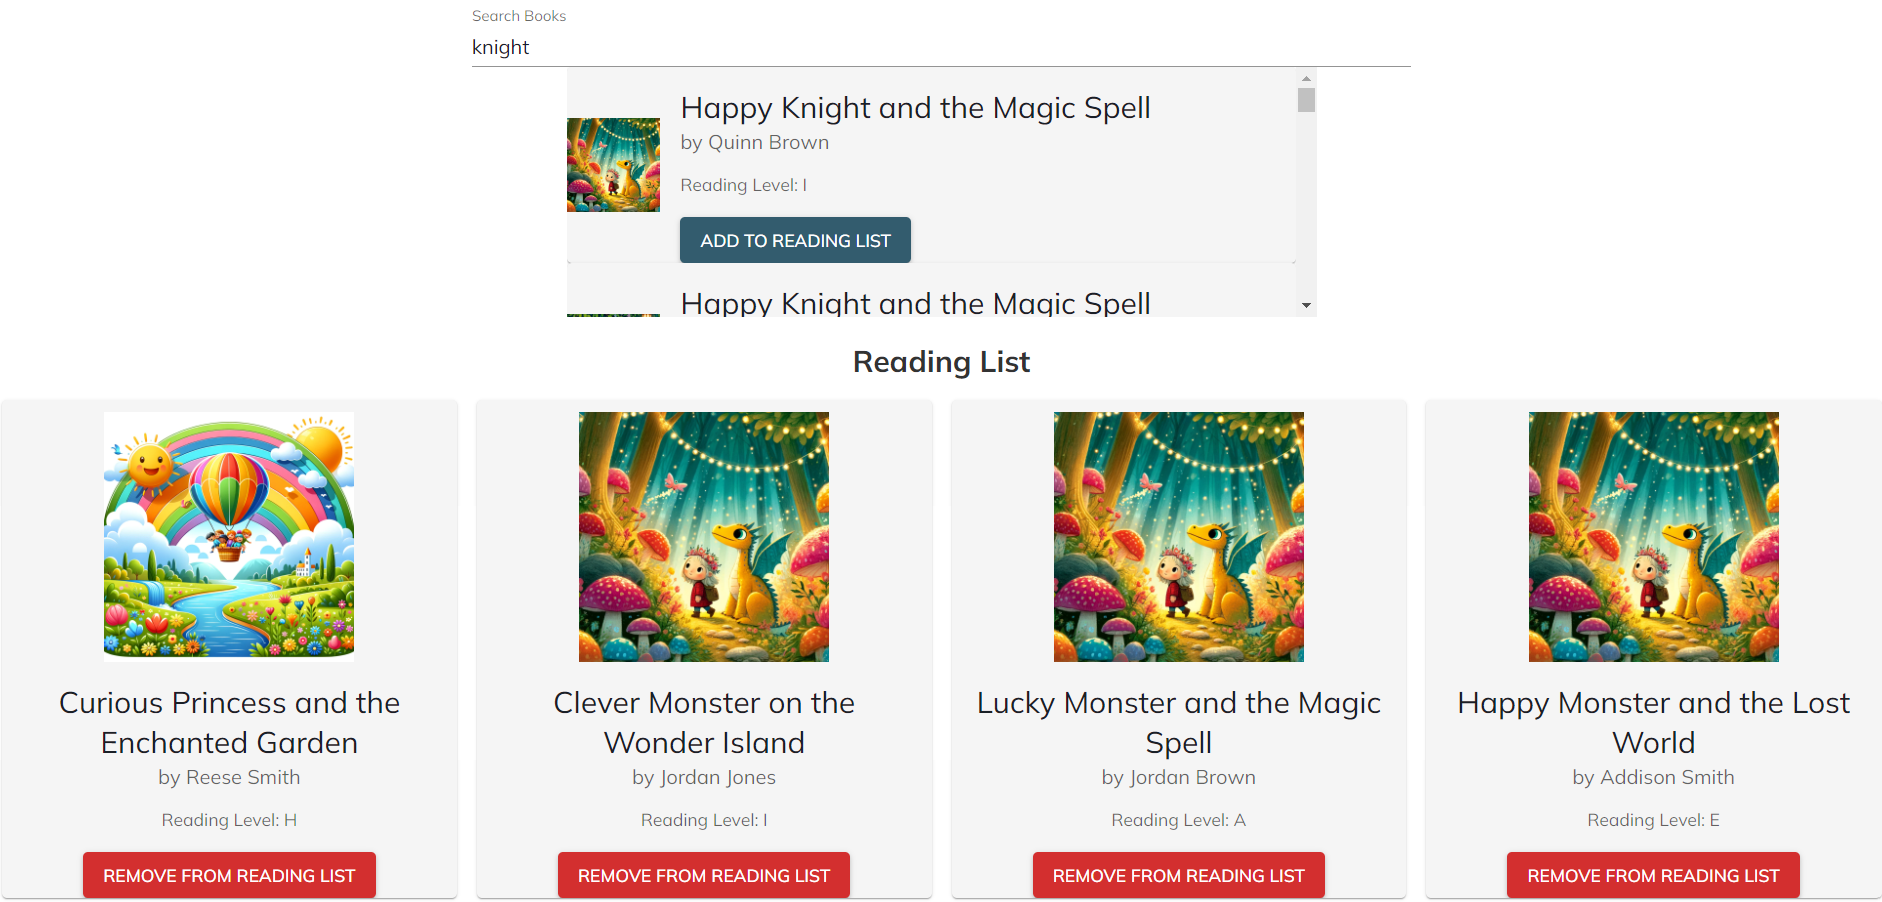 Search Books
knight
Happy Knight and the Magic Spell
by Quinn Brown
Reading Level: I
ADD TO READING LIST
Happy Knight and the Magic Spell
Reading List
Curious Princess and the
Enchanted Garden
by Reese Smith
Reading Level: H
REMOVE FROM READING LIST
Clever Monster on the
Wonder Island
by Jordan Jones
Reading Level: I
REMOVE FROM READING LIST
Lucky Monster and the Magic
Spell
by Jordan Brown
Reading Level: A
REMOVE FROM READING LIST
Happy Monster and the Lost
World
by Addison Smith
Reading Level: E
REMOVE FROM READING LIST